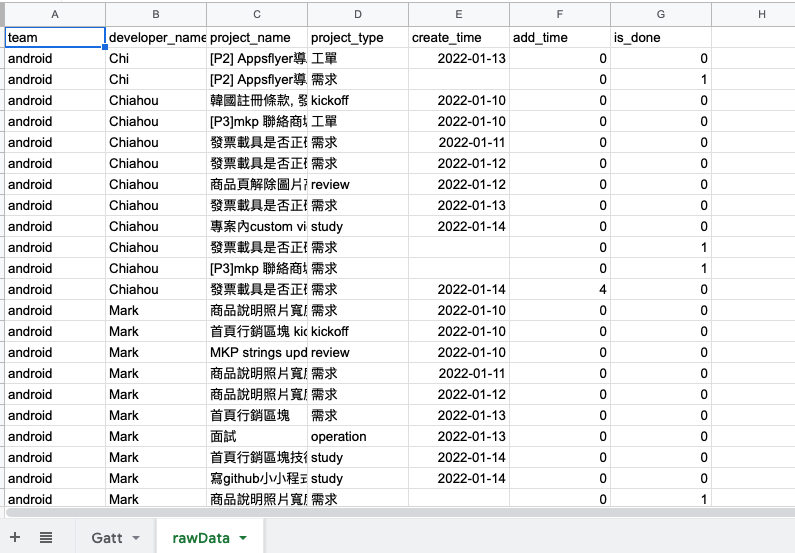 A B C D E F G H
team developer_name project_name project_type create_time add_time is_done
android Chi [P2] Appsflyer導 工單 2022-01-13 0 0
android Chi [P2] Appsflyer導 需求 0 1
android Chiahou 韓國註冊條款, 發 kickoff 2022-01-10 0 0
android Chiahou [P3]mkp 聯絡商 工單 2022-01-10 0 0
android Chiahou 發票載具是否正 需求 2022-01-11 0 0
android Chiahou 發票載具是否正 需求 2022-01-12 0 0
android Chiahou 商品頁解除圖片 review 2022-01-12 0 0
android Chiahou 發票載具是否正 需求 2022-01-13 0 0
android Chiahou 專案內custom vi study 2022-01-14 0 0
android Chiahou 發票載具是否正 需求 0 1
android Chiahou [P3]mkp 聯絡商 需求 0 1
android Chiahou 發票載具是否正 需求 2022-01-14 4 0
android Mark 商品說明照片寬 需求 2022-01-10 0 0
android Mark 首頁行銷區塊 kic kickoff 2022-01-10 0 0
android Mark MKP strings upd review 2022-01-10 0 0
android Mark 商品說明照片寬 需求 2022-01-11 0 0
android Mark 商品說明照片寬 需求 2022-01-12 0 0
android Mark 首頁行銷區塊 需求 2022-01-13 0 0
android Mark 面試 operation 2022-01-13 0 0
android Mark 首頁行銷區塊技 study 2022-01-14 0 0
android Mark 寫github小小程 study 2022-01-14 0 0
android Mark 商品說明照片寬 需求 0 1
Gatt rawData